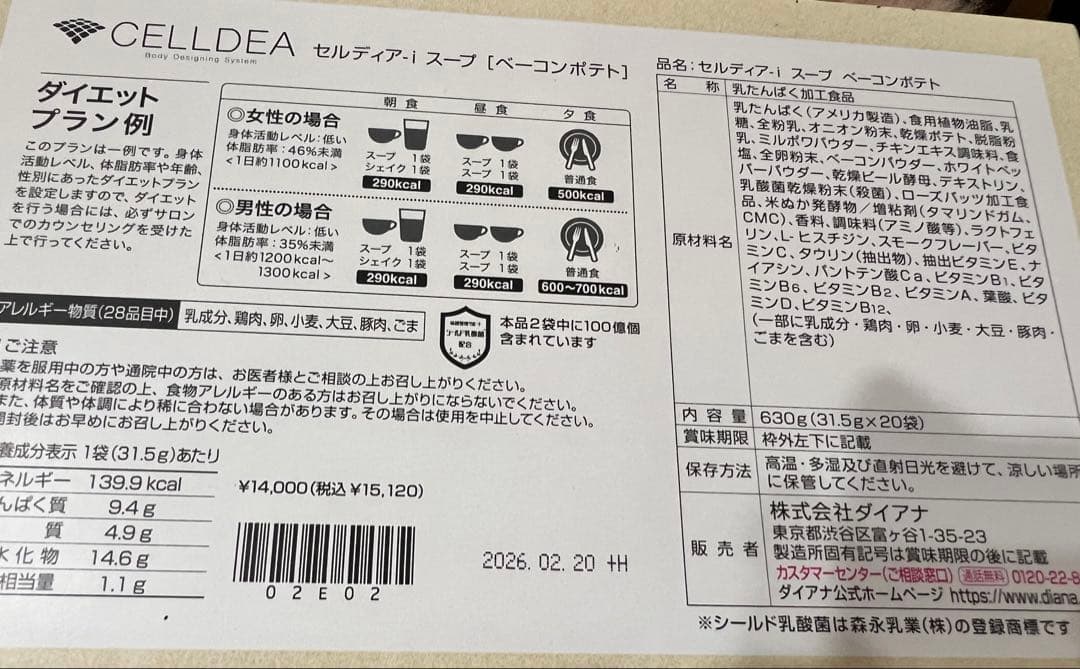 CELLDEA
Body Designing System
セルディア-i スープ [ベーコンポテト]
ダイエット
プラン例
このプランは一例です。身体
活動レベル、体脂肪率や年齢、
性別にあったダイエットプラン
を設定しますので、ダイエット
を行う場合には、必ずサロン
でのカウンセリングを受けた
上で行ってください。
朝食 昼食 夕食
◎女性の場合
身体活動レベル:低い
体脂肪率:46%未満
<1日約1100kcal>
スープ 1袋
シェイク 1袋
290kcal
スープ 1袋
スープ 1袋
290kcal
普通食
500kcal
◎男性の場合
身体活動レベル:低い
体脂肪率:35%未満
<1日約1200kcal～
1300kcal>
スープ 1袋
シェイク 1袋
290kcal
スープ 1袋
スープ 1袋
290kcal
普通食
600～700kcal
アレルギー物質(28品目中) 乳成分、鶏肉、卵、小麦、大豆、豚肉、ごま
シールド乳酸菌
配合
本品2袋中に100億個
含まれています
ご注意
薬を服用中の方や通院中の方は、お医者様とご相談の上お召し上がりください。
原材料名をご確認の上、食物アレルギーのある方はお召し上がりにならないでください。
また、体質や体調により稀に合わない場合があります。その場合は使用を中止してください。
開封後はお早めにお召し上がりください。
養成分表示 1袋(31.5g)あたり
ネルギー 139.9kcal
んぱく質 9.4g
質 4.9g
水化物 14.6g
相当量 1.1g
¥14,000(税込¥15,120)
02E02
2026.02.20 +H
品名:セルディア-i スープ ベーコンポテト
名称 乳たんぱく加工食品
原材料名
乳たんぱく(アメリカ製造)、食用植物油脂、乳
糖、全粉乳、オニオン粉末、乾燥ポテト、脱脂粉
乳、ミルポワパウダー、チキンエキス調味料、食
塩、全卵粉末、ベーコンパウダー、ホワイトペッ
パーパウダー、乾燥ビール酵母、デキストリン、
乳酸菌乾燥粉末(殺菌)、ローズバッツ加工食
品、米ぬか発酵物/増粘剤(タマリンドガム、
CMC)、香料、調味料(アミノ酸等)、ラクトフェ
リン、L-ヒスチジン、スモークフレーバー、ビタ
ミンC、タウリン(抽出物)、抽出ビタミンE、ナ
イアシン、パントテン酸Ca、ビタミンB1、ビタ
ミンB6、ビタミンB2、ビタミンA、葉酸、ビタ
ミンD、ビタミンB12、
(一部に乳成分・鶏肉・卵・小麦・大豆・豚肉・
ごまを含む)
内容量 630g(31.5g×20袋)
賞味期限 枠外左下に記載
保存方法 高温・多湿及び直射日光を避けて、涼しい場所
に保管してください。
販売者
株式会社ダイアナ
東京都渋谷区富ヶ谷1-35-23
製造所固有記号は賞味期限の後に記載
カスタマーセンター(ご相談窓口) 通話無料 0120-22-8
ダイアナ公式ホームページ https://www.diana.
※シールド乳酸菌は森永乳業(株)の登録商標です